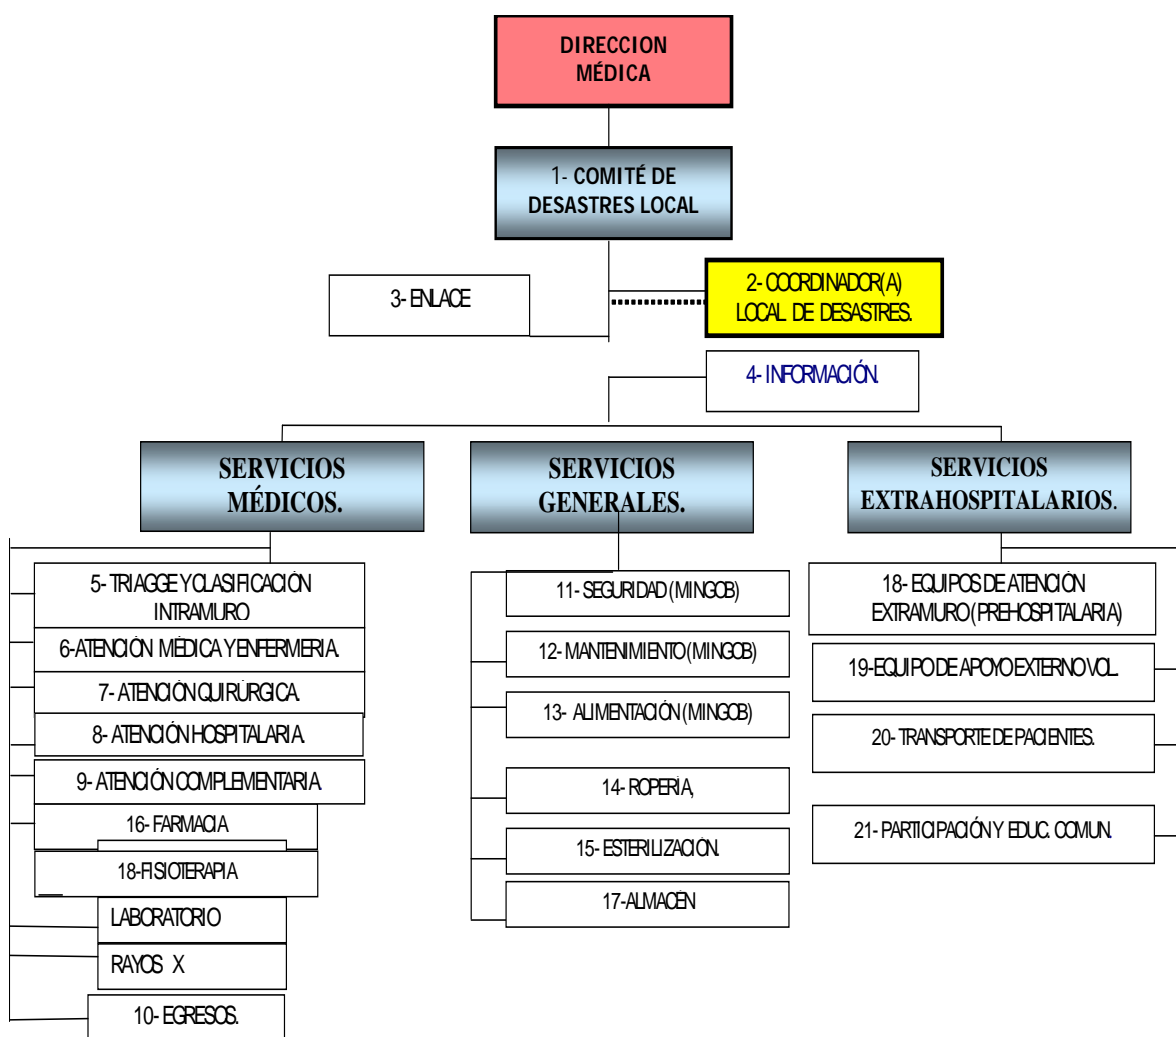 DIRECCION
MÉDICA
1- COMITÉ DE
DESASTRES LOCAL
3- ENLACE
2- COORDINADOR(A)
LOCAL DE DESASTRES.
4- INFORMACIÓN.
SERVICIOS
MÉDICOS.
5- TRIAGGE Y CLASIFICACIÓN
INTRAMURO
6-ATENCIÓN MÉDICA Y ENFERMERIA.
7- ATENCIÓN QUIRÚRGICA.
8- ATENCIÓN HOSPITALARIA.
9- ATENCIÓN COMPLEMENTARIA.
16- FARMACIA
18-FISIOTERAPIA
LABORATORIO
RAYOS X
10- EGRESOS.
SERVICIOS
GENERALES.
11- SEGURIDAD (MINGOB)
12- MANTENIMIENTO (MINGOB)
13- ALIMENTACIÓN (MINGOB)
14- ROPERÍA,
15- ESTERILIZACIÓN.
17-ALMACÉN
SERVICIOS
EXTRAHOSPITALARIOS.
18- EQUIPOS DE ATENCIÓN
EXTRAMURO (PREHOSPITALARIA)
19-EQUIPO DE APOYO EXTERNO VOL.
20- TRANSPORTE DE PACIENTES.
21- PARTICIPACIÓN Y EDUC. COMUN.